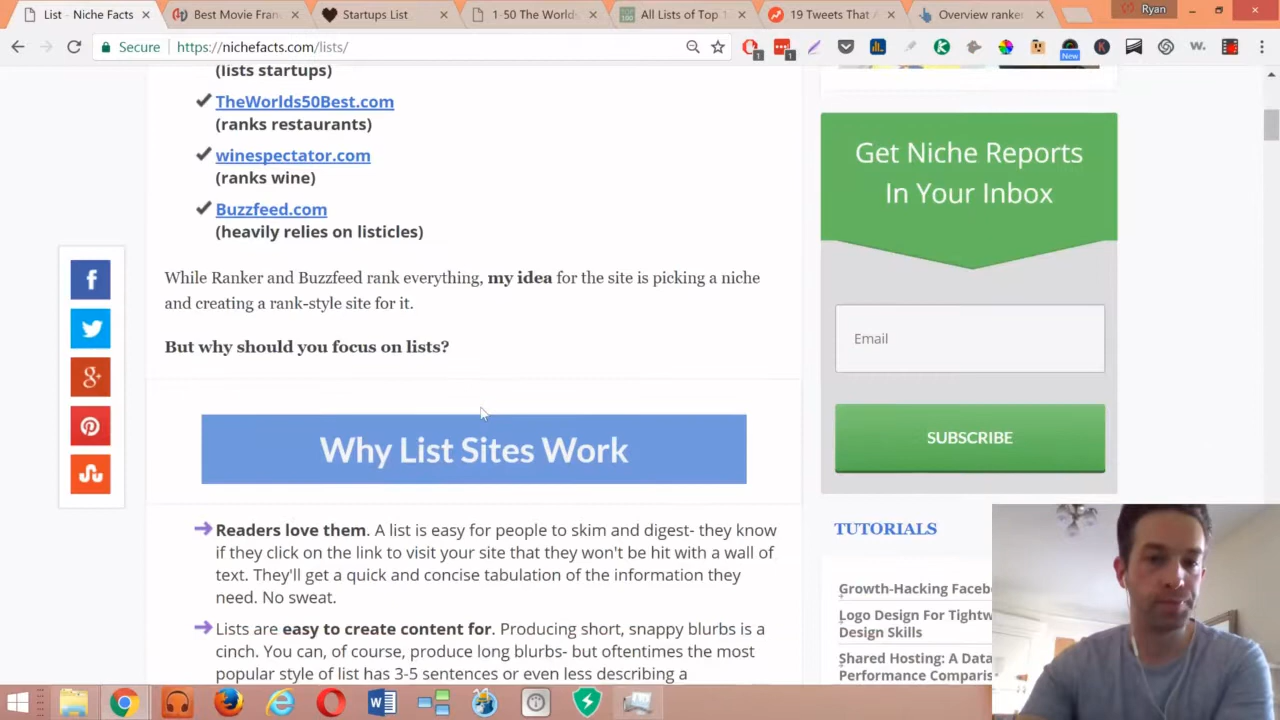 List - Niche Facts
Best Movie Fran
Startups List
1-50 The Worlds
All Lists of Top 1
19 Tweets That A
Overview ranke
Ryan
Secure
https://nichefacts.com/lists/
1
1
New
(lists startups)
TheWorlds50Best.com
(ranks restaurants)
winespectator.com
(ranks wine)
Buzzfeed.com
(heavily relies on listicles)
While Ranker and Buzzfeed rank everything, my idea for the site is picking a niche
and creating a rank-style site for it.
But why should you focus on lists?
Why List Sites Work
Readers love them. A list is easy for people to skim and digest- they know
if they click on the link to visit your site that they won't be hit with a wall of
text. They'll get a quick and concise tabulation of the information they
need. No sweat.
Lists are easy to create content for. Producing short, snappy blurbs is a
cinch. You can, of course, produce long blurbs- but oftentimes the most
popular style of list has 3-5 sentences or even less describing a
Get Niche Reports
In Your Inbox
Email
SUBSCRIBE
TUTORIALS
Growth-Hacking Facebo
Logo Design For Tightw
Design Skills
Shared Hosting: A Data
Performance Comparis